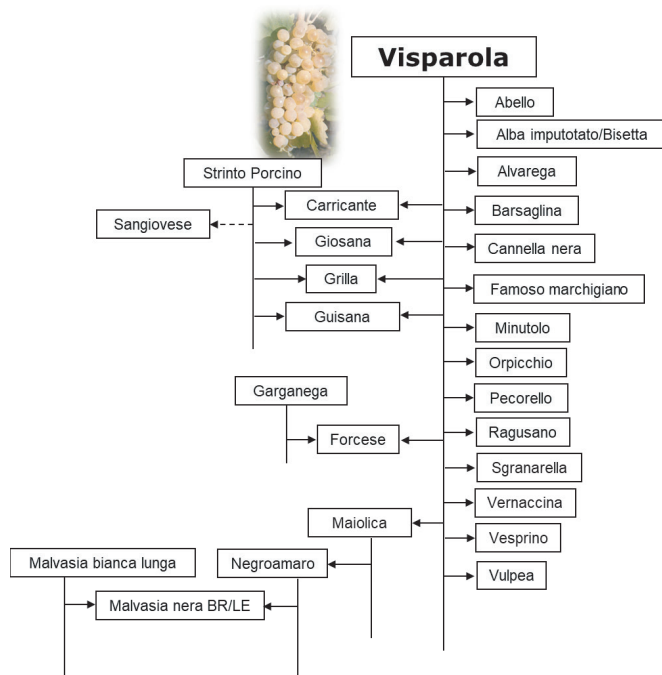 Visparola
Abello
Alba imputotato/Bisetta
Strinto Porcino
Alvarega
Carricante
Barsaglina
Sangiovese
Giosana
Cannella nera
Grilla
Famoso marchigiano
Guisana
Minutolo
Orpicchio
Garganega
Pecorello
Forcese
Ragusano
Sgranarella
Vernaccina
Maiolica
Vesprino
Malvasia bianca lunga
Negroamaro
Vulpea
Malvasia nera BR/LE